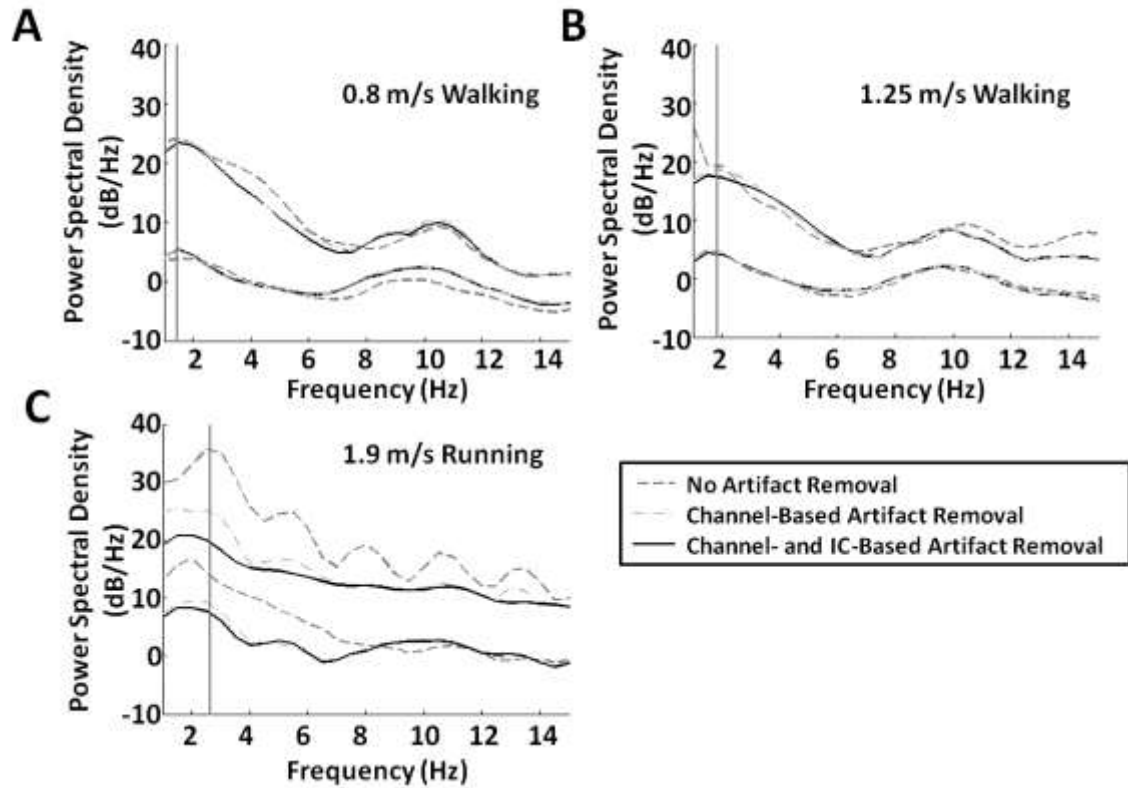 A
Power Spectral Density
(dB/Hz)
40
30
20
10
0
-10
0.8 m/s Walking
2 4 6 8 10 12 14
Frequency (Hz)
B
Power Spectral Density
(dB/Hz)
40
30
20
10
0
-10
1.25 m/s Walking
2 4 6 8 10 12 14
Frequency (Hz)
C
Power Spectral Density
(dB/Hz)
40
30
20
10
0
-10
1.9 m/s Running
2 4 6 8 10 12 14
Frequency (Hz)
No Artifact Removal
Channel-Based Artifact Removal
Channel- and IC-Based Artifact Removal